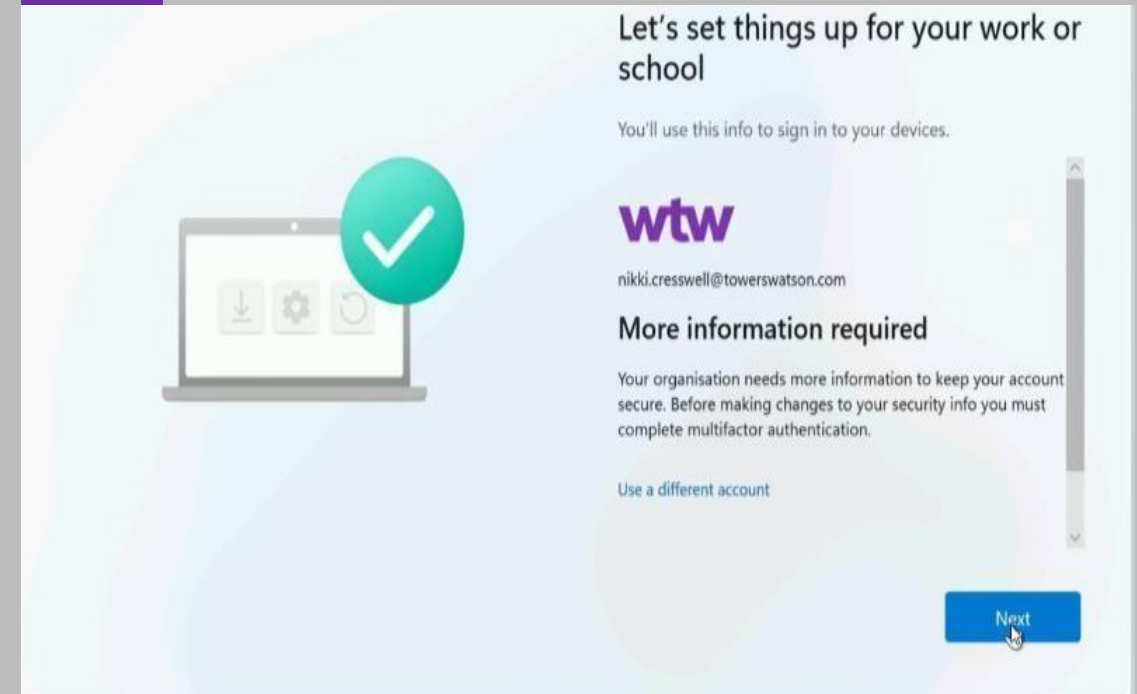 Let's set things up for your work or
school
You'll use this info to sign in to your devices.
wtw
nikki.cresswell@towerswatson.com
More information required
Your organisation needs more information to keep your account
secure. Before making changes to your security info you must
complete multifactor authentication.
Use a different account
Next